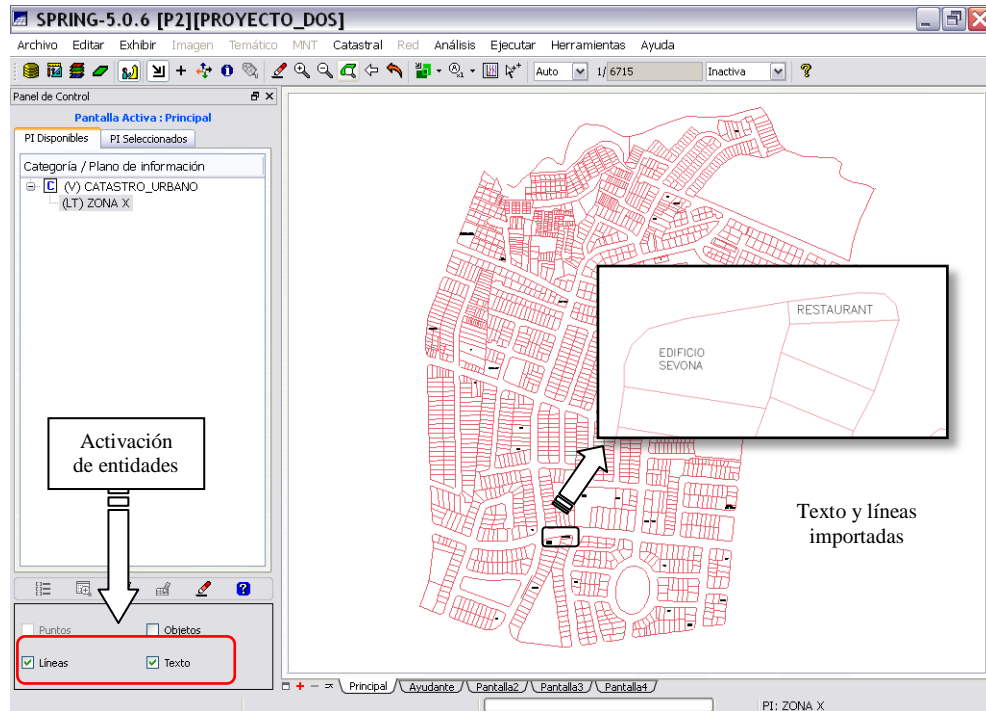 SPRING-5.0.6 [P2][PROYECTO_DOS]
Archivo Editar Exhibir Imagen Temático MNT Catastral Red Análisis Ejecutar Herramientas Ayuda
Auto 1/ 6715 Inactiva
Panel de Control
Pantalla Activa : Principal
PI Disponibles PI Seleccionados
Categoría / Plano de información
C (V) CATASTRO_URBANO
(LT) ZONA X
RESTAURANT
EDIFICIO
SEVONA
Activación
de entidades
Texto y líneas
importadas
Puntos Objetos
Líneas Texto
Principal Ayudante Pantalla2 Pantalla3 Pantalla4
PI: ZONA X